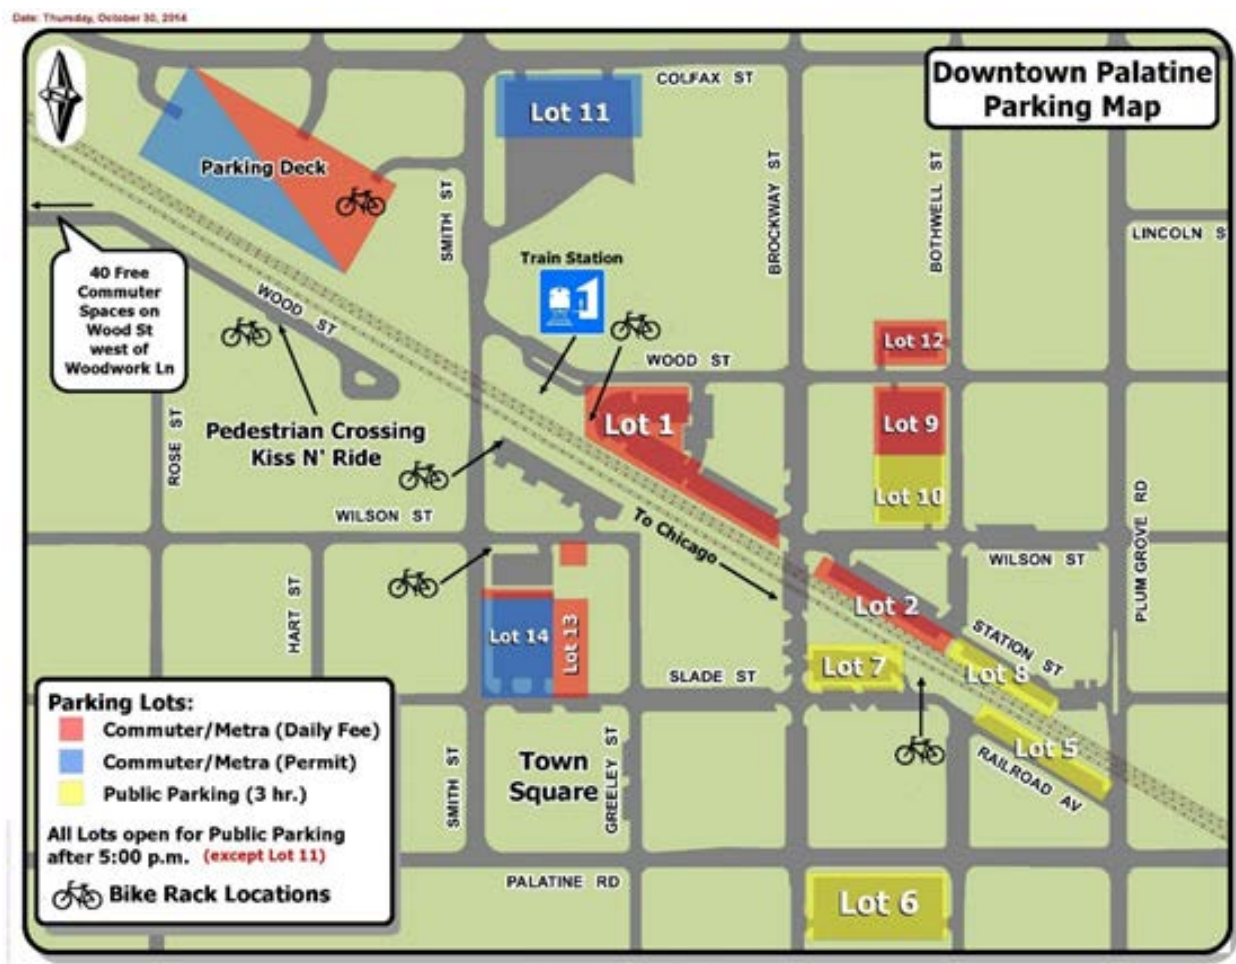 Date: Thursday, October 30, 2014
Downtown Palatine
Parking Map
COLFAX ST
Lot 11
Parking Deck
SMITH ST
BROCKWAY ST
BOTHWELL ST
LINCOLN S
40 Free
Commuter
Spaces on
Wood St
west of
Woodwork Ln
WOOD ST
Train Station
WOOD ST
Lot 12
Lot 1
Lot 9
Lot 10
ROSE ST
Pedestrian Crossing
Kiss N' Ride
WILSON ST
To Chicago
WILSON ST
PLUM GROVE RD
HART ST
Lot 14
Lot 13
Lot 2
STATION ST
SLADE ST
Lot 7
Lot 8
Lot 5
RAILROAD AV
Town
Square
SMITH ST
GREELEY ST
Parking Lots:
Commuter/Metra (Daily Fee)
Commuter/Metra (Permit)
Public Parking (3 hr.)
All Lots open for Public Parking
after 5:00 p.m. (except Lot 11)
Bike Rack Locations
PALATINE RD
Lot 6